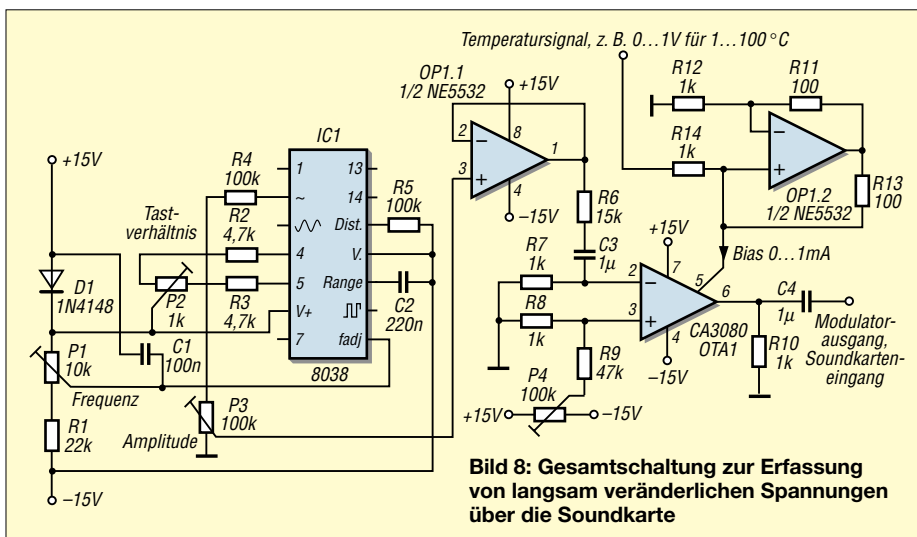 Temperatursignal, z. B. 0…1V für 1…100 °C
OP1.1
1/2 NE5532
+15V
2
3
8
1
4
−15V
R12
1k
R11
100
R14
1k
OP1.2
1/2 NE5532
R13
100
Bias 0…1mA
+15V
IC1
R4
100k
1
~
4
5
V+
7
13
14
Dist.
V.
Range
fadj
8038
R5
100k
C2
220n
Tast-
verhältnis
R2
4,7k
P2
1k
R3
4,7k
D1
1N4148
C1
100n
P1
10k
Frequenz
R1
22k
−15V
P3
100k
Amplitude
R6
15k
C3
1µ
R7
1k
R8
1k
R9
47k
P4
100k
+15V
−15V
+15V
7
2
3
5
6
4
−15V
CA3080
OTA1
C4
1µ
R10
1k
Modulator-
ausgang,
Soundkarten-
eingang
Bild 8: Gesamtschaltung zur Erfassung
von langsam veränderlichen Spannungen
über die Soundkarte